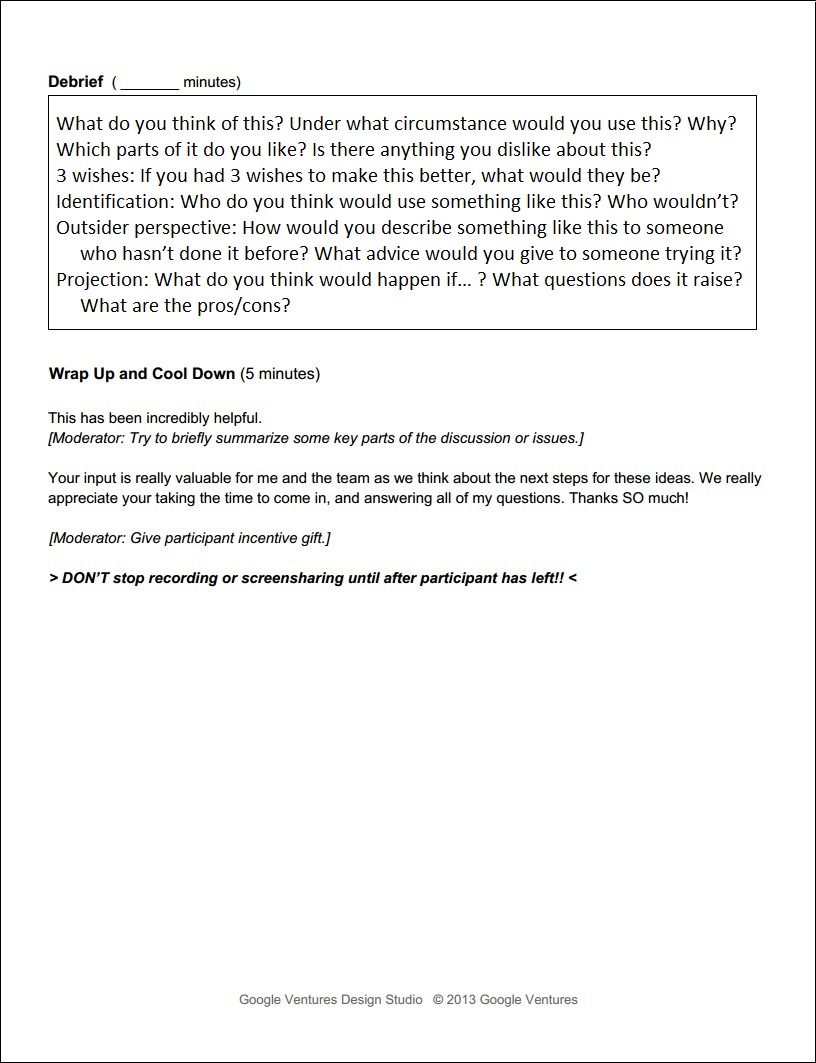 Debrief ( _______ minutes)
What do you think of this? Under what circumstance would you use this? Why?
Which parts of it do you like? Is there anything you dislike about this?
3 wishes: If you had 3 wishes to make this better, what would they be?
Identification: Who do you think would use something like this? Who wouldn’t?
Outsider perspective: How would you describe something like this to someone
who hasn’t done it before? What advice would you give to someone trying it?
Projection: What do you think would happen if... ? What questions does it raise?
What are the pros/cons?
Wrap Up and Cool Down (5 minutes)
This has been incredibly helpful.
[Moderator: Try to briefly summarize some key parts of the discussion or issues.]
Your input is really valuable for me and the team as we think about the next steps for these ideas. We really
appreciate your taking the time to come in, and answering all of my questions. Thanks SO much!
[Moderator: Give participant incentive gift.]
> DON’T stop recording or screensharing until after participant has left!! <
Google Ventures Design Studio © 2013 Google Ventures